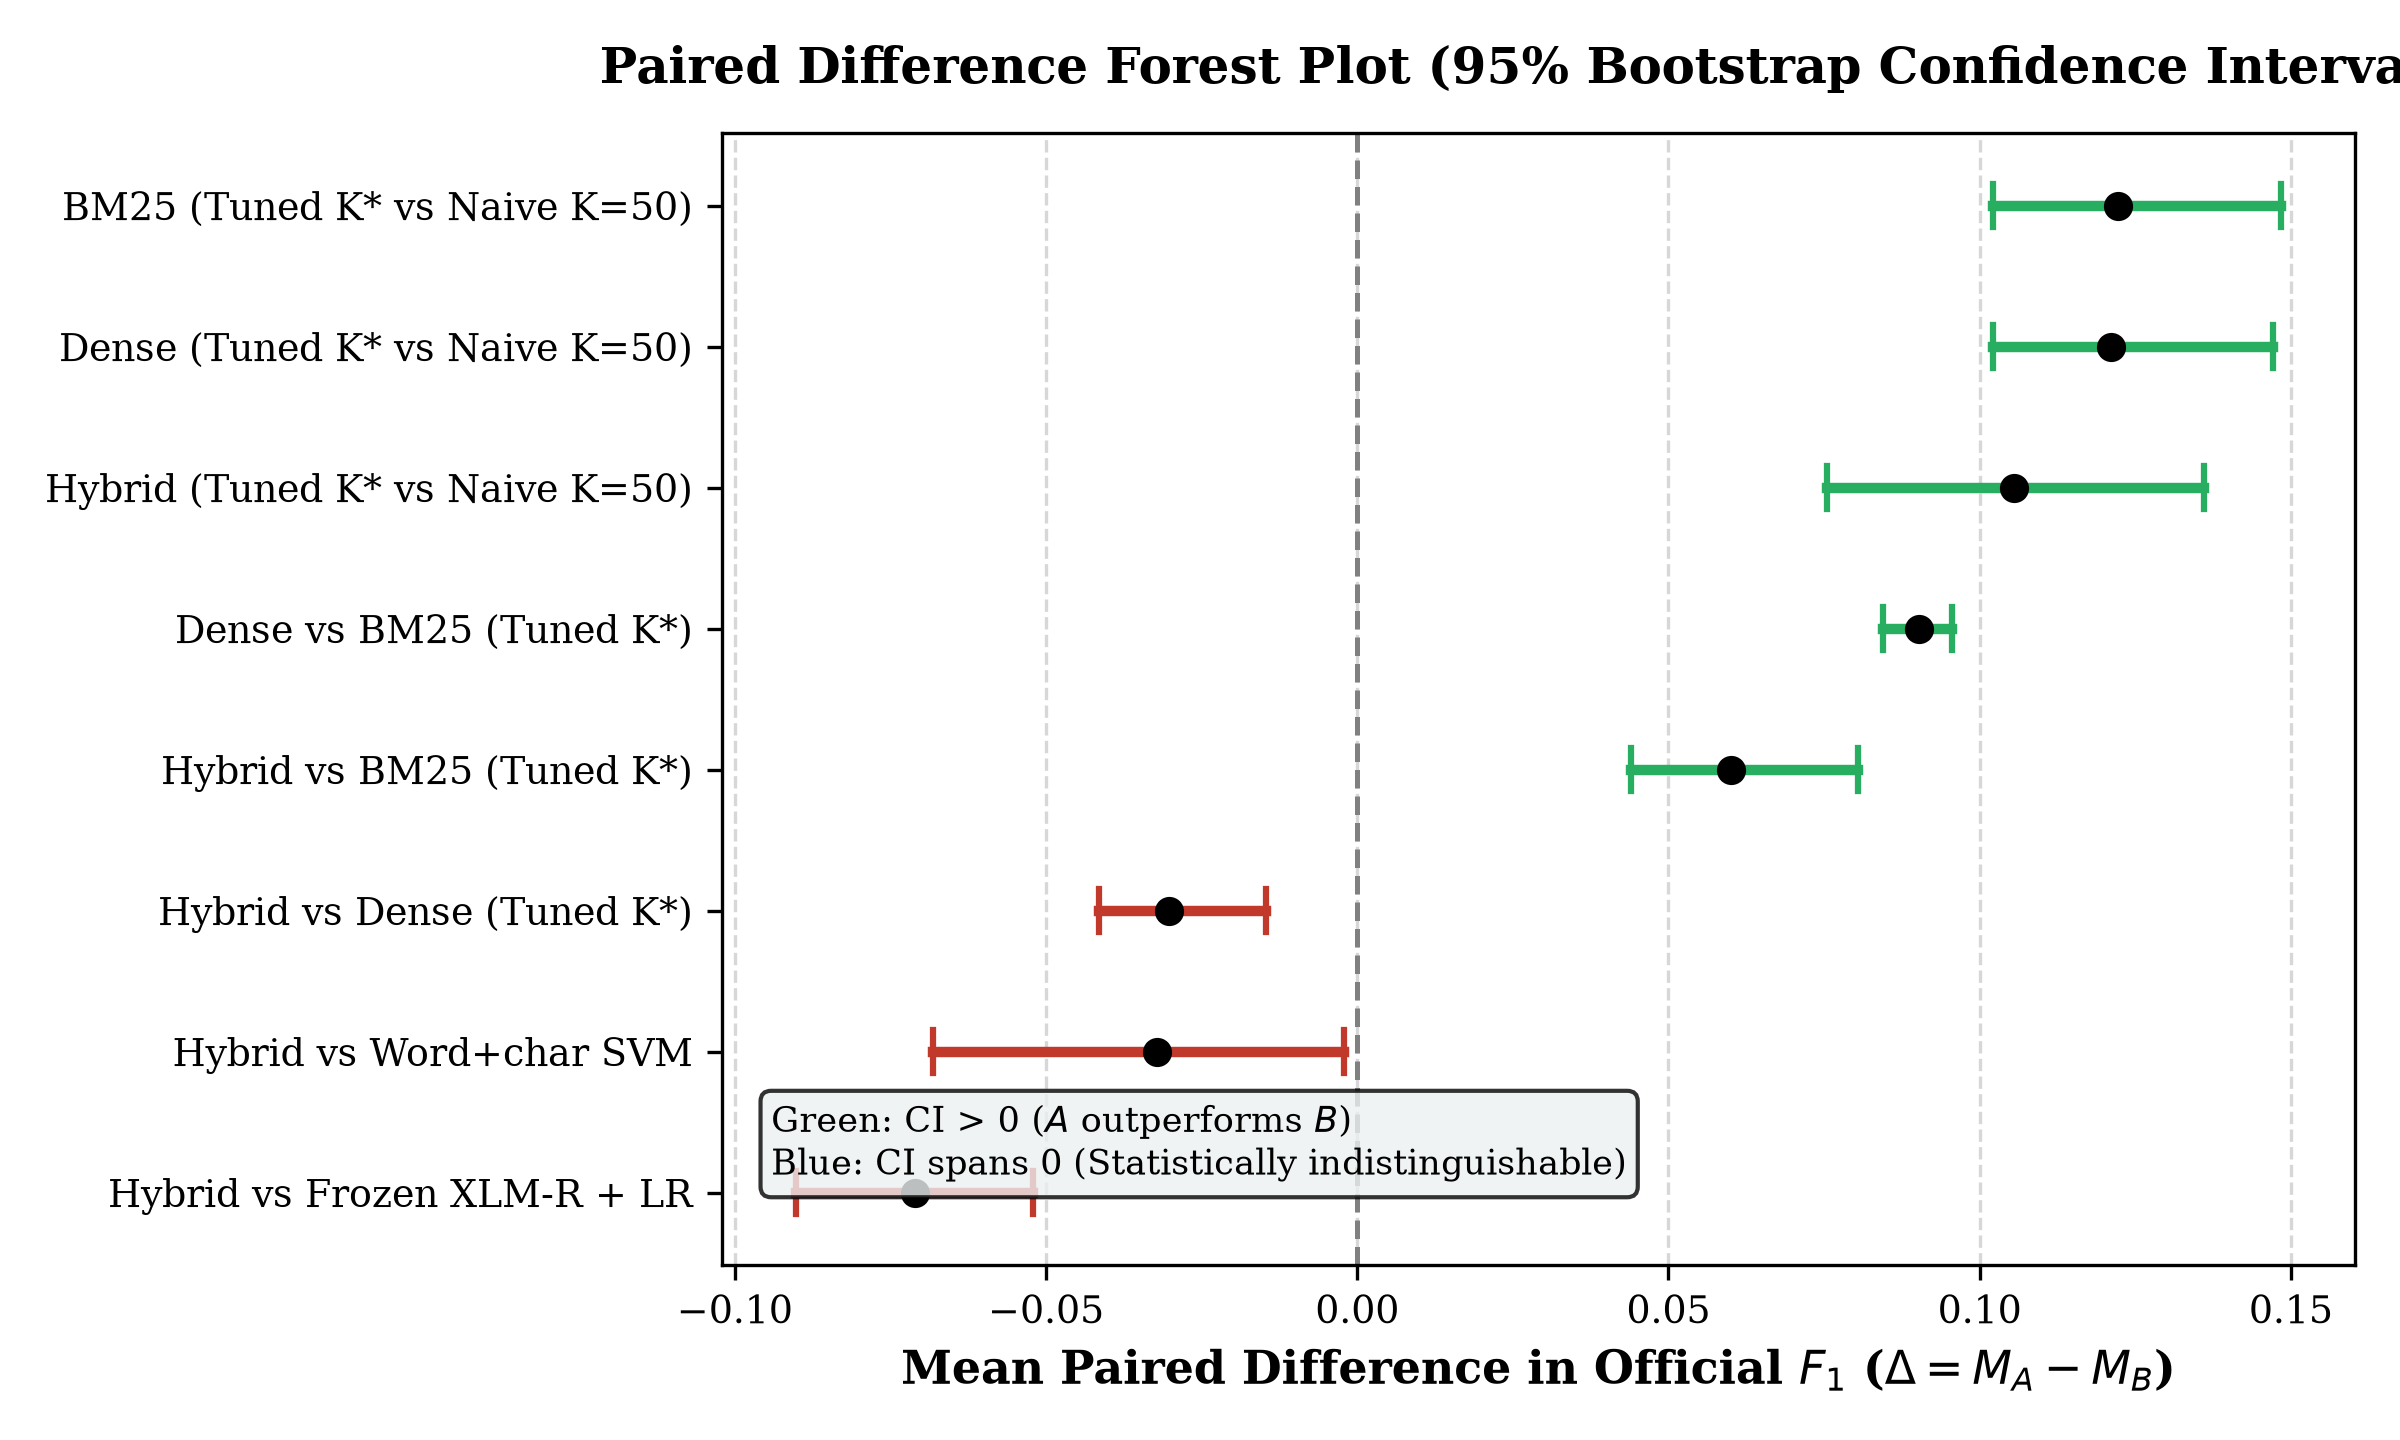 Paired Difference Forest Plot (95% Bootstrap Confidence Interva
BM25 (Tuned K* vs Naive K=50)
Dense (Tuned K* vs Naive K=50)
Hybrid (Tuned K* vs Naive K=50)
Dense vs BM25 (Tuned K*)
Hybrid vs BM25 (Tuned K*)
Hybrid vs Dense (Tuned K*)
Hybrid vs Word+char SVM
Hybrid vs Frozen XLM-R + LR
Green: CI > 0 (A outperforms B)
Blue: CI spans 0 (Statistically indistinguishable)
−0.10 −0.05 0.00 0.05 0.10 0.15
Mean Paired Difference in Official F₁ (Δ = M_A − M_B)